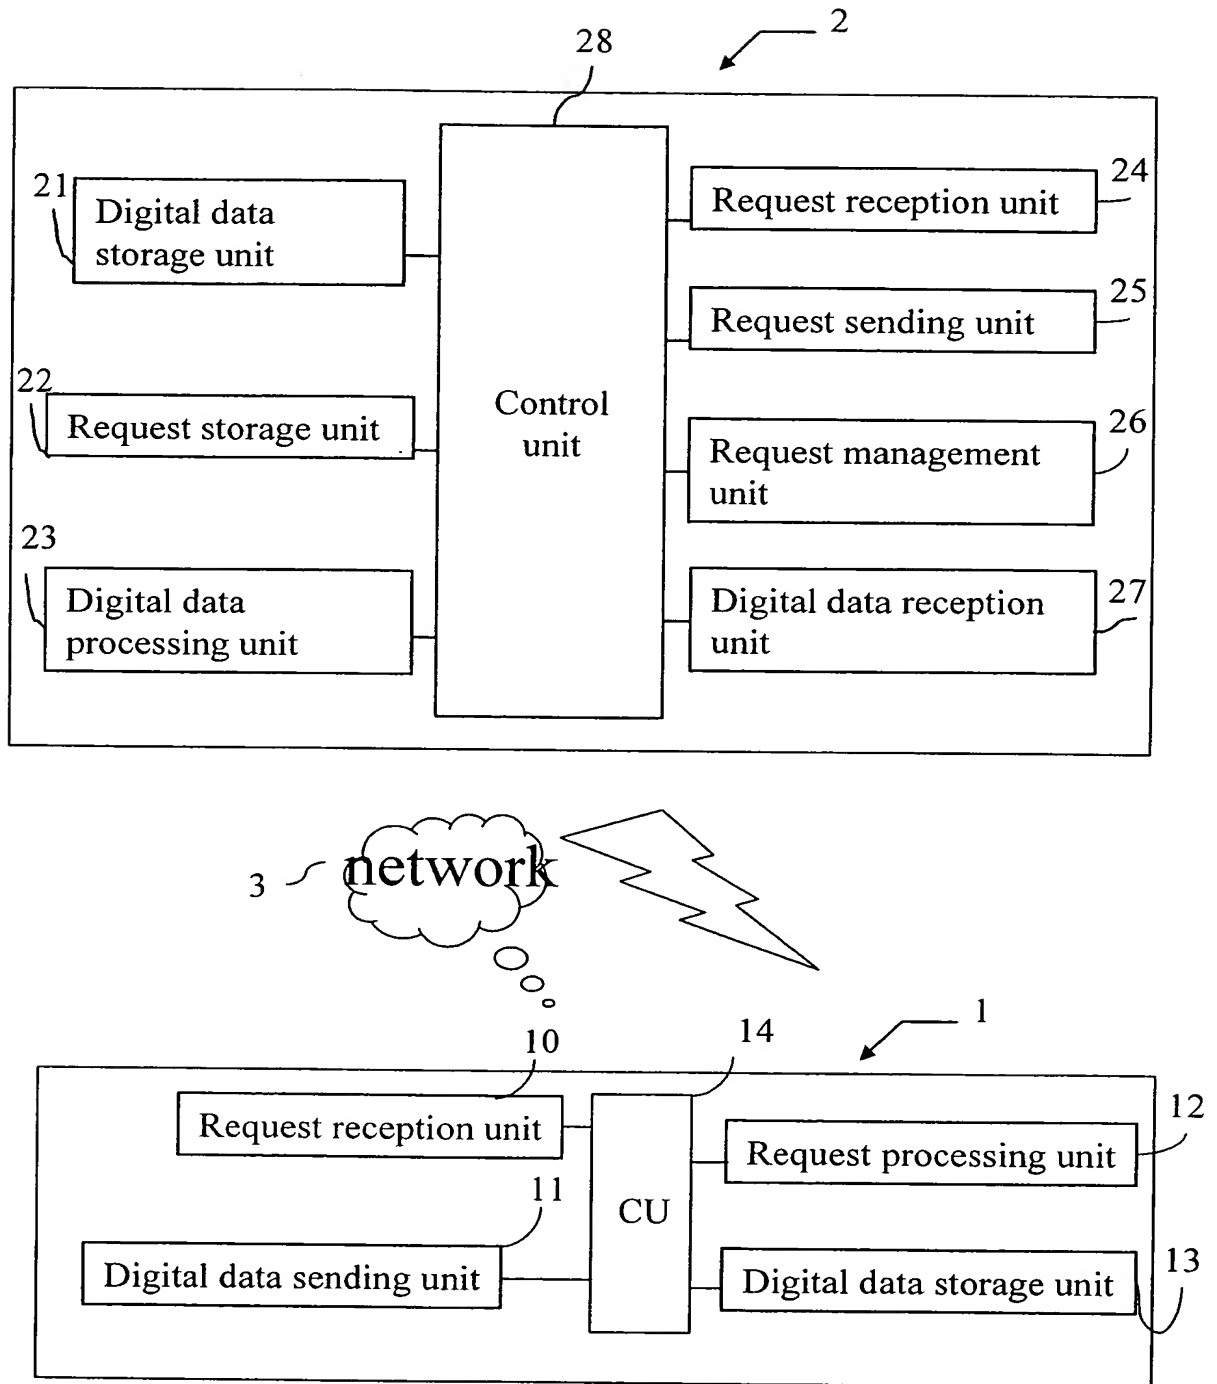 2
28
21
Digital data
storage unit
24
Request reception unit
25
Request sending unit
22
Request storage unit
Control
unit
26
Request management
unit
23
Digital data
processing unit
27
Digital data reception
unit
3
network
1
10
14
Request reception unit
12
Request processing unit
11
CU
Digital data sending unit
13
Digital data storage unit